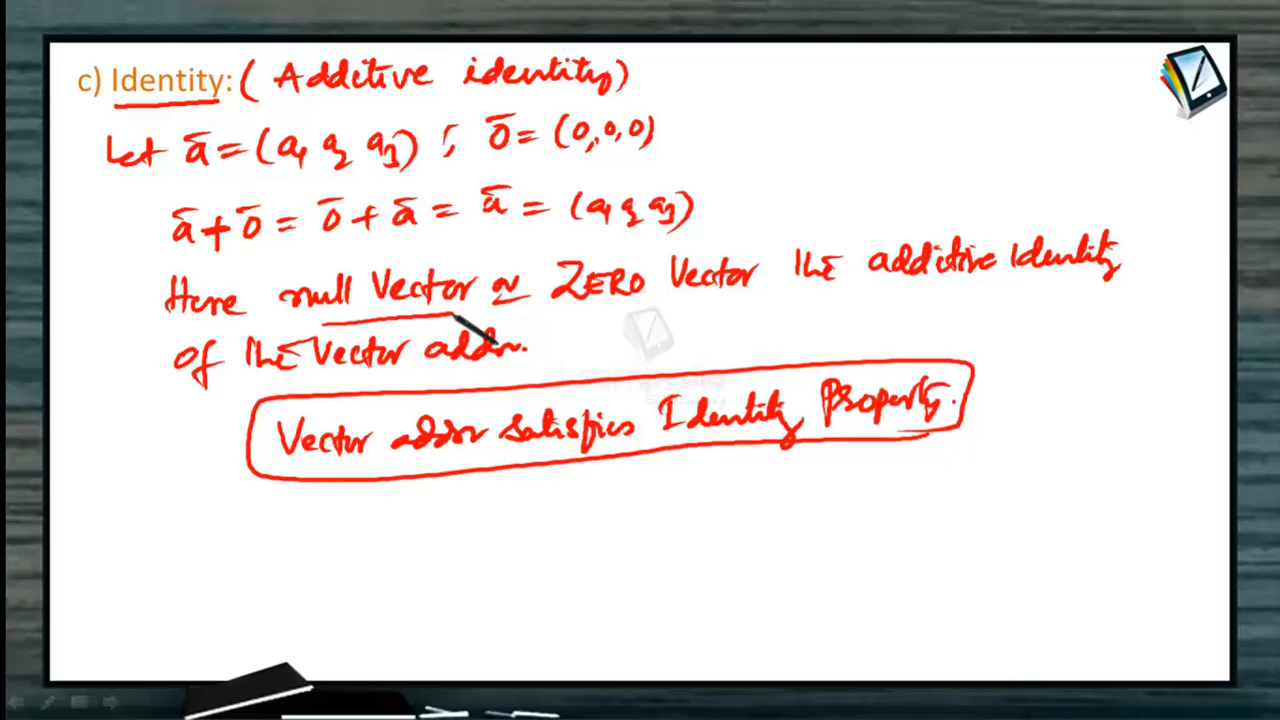 c) Identity: (Additive identity)
Let ā = (a₁ a₂ a₃) ; ō = (0,0,0)
ā + ō = ō + ā = ā = (a₁ a₂ a₃)
Here null Vector or ZERO Vector the additive Identity
of the Vector addn.
Vector addn satisfies Identity Property.